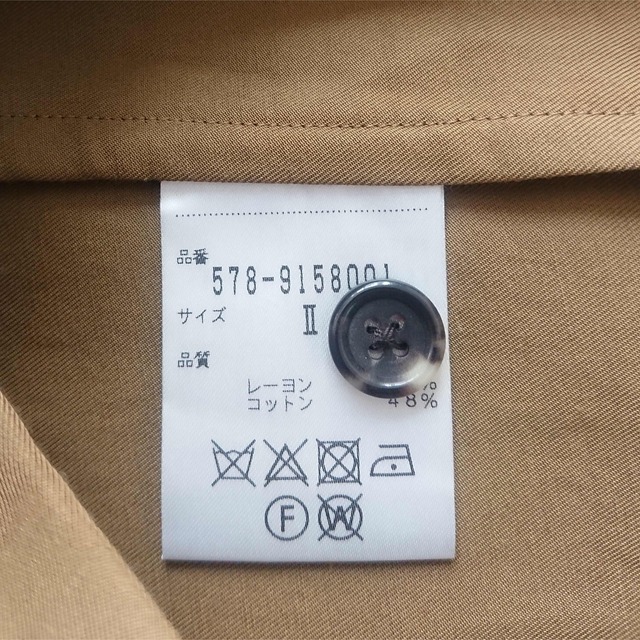 品番
578-9158001
サイズ II
品質
レーヨン %
コットン 48%
F W